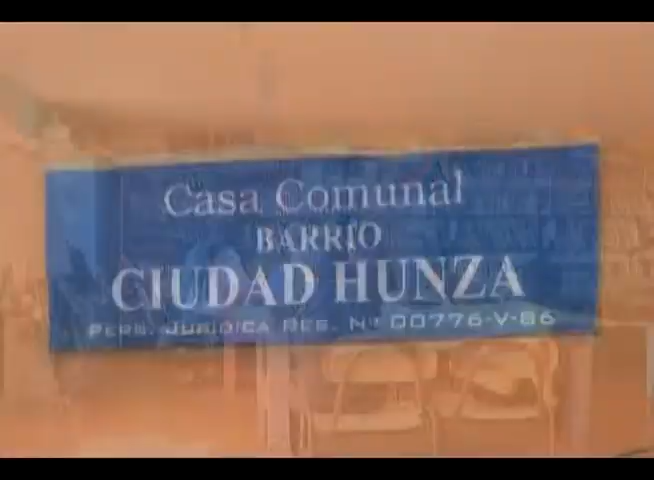 Casa Comunal
BARRIO
CIUDAD HUNZA
PERS. JURIDICA RES. Nº 00776-V-86